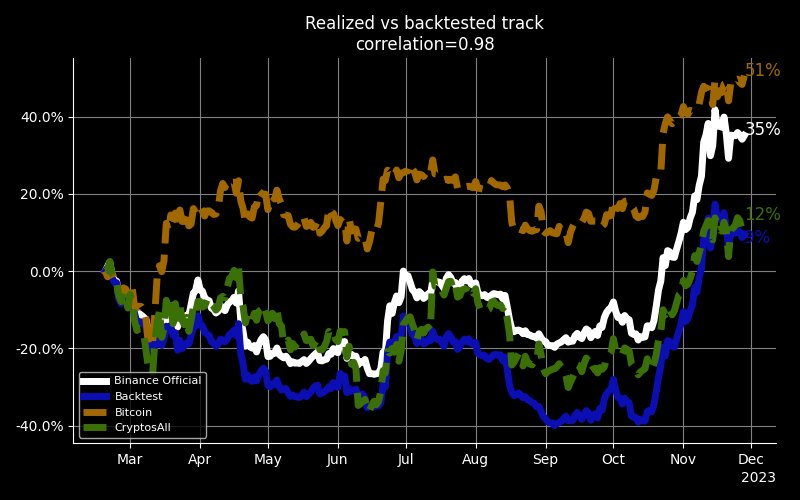 Realized vs backtested track
correlation=0.98
51%
40.0%
35%
20.0%
12%
9%
0.0%
-20.0%
-40.0%
Binance Official
Backtest
Bitcoin
CryptosAll
Mar Apr May Jun Jul Aug Sep Oct Nov Dec
2023